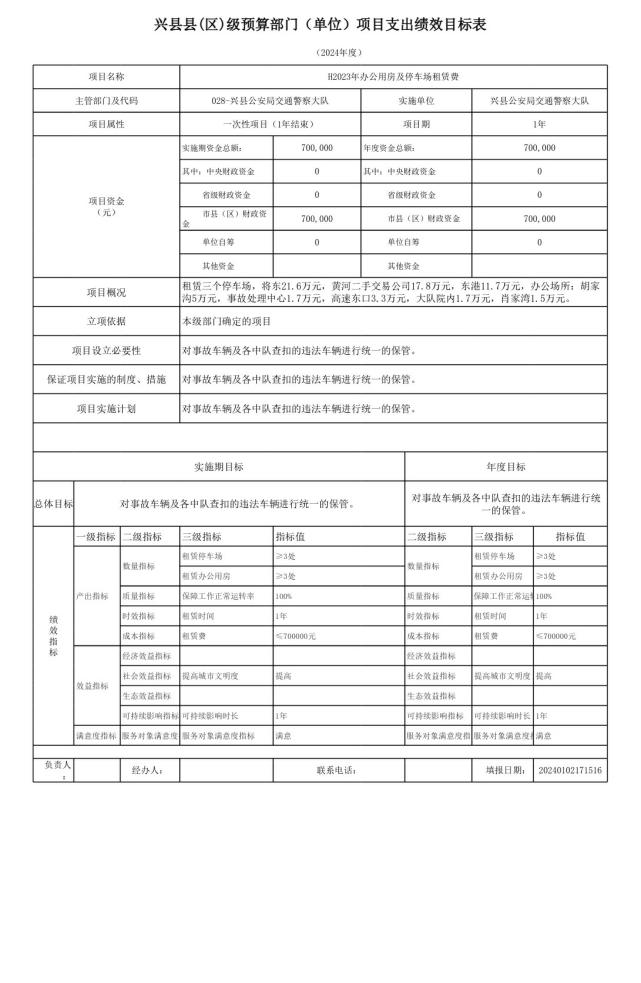 兴县县(区)级预算部门（单位）项目支出绩效目标表
（2024年度）
项目名称 H2023年办公用房及停车场租赁费
主管部门及代码 028-兴县公安局交通警察大队 实施单位 兴县公安局交通警察大队
项目属性 一次性项目（1年结束） 项目期 1年
项目资金
（元）
实施期资金总额: 700,000 年度资金总额: 700,000
其中: 中央财政资金 0 其中: 中央财政资金 0
省级财政资金 0 省级财政资金 0
市县（区）财政资
金 700,000 市县（区）财政资金 700,000
单位自筹 0 单位自筹 0
其他资金 其他资金
项目概况 租赁三个停车场，将东21.6万元，黄河二手交易公司17.8万元，东港11.7万元，办公场所：胡家
沟5万元，事故处理中心1.7万元，高速东口3.3万元，大队院内1.7万元，肖家湾1.5万元。
立项依据 本级部门确定的项目
项目设立必要性 对事故车辆及各中队查扣的违法车辆进行统一的保管。
保证项目实施的制度、措施 对事故车辆及各中队查扣的违法车辆进行统一的保管。
项目实施计划 对事故车辆及各中队查扣的违法车辆进行统一的保管。
实施期目标 年度目标
总体目标 对事故车辆及各中队查扣的违法车辆进行统一的保管。 对事故车辆及各中队查扣的违法车辆进行统
一的保管。
绩效指标
一级指标 二级指标 三级指标 指标值 二级指标 三级指标 指标值
产出指标 数量指标 租赁停车场 ≥3处 数量指标 租赁停车场 ≥3处
租赁办公用房 ≥3处 租赁办公用房 ≥3处
质量指标 保障工作正常运转率 100% 质量指标 保障工作正常运转 100%
时效指标 租赁时间 1年 时效指标 租赁时间 1年
成本指标 租赁费 ≤700000元 成本指标 租赁费 ≤700000元
效益指标 经济效益指标 经济效益指标
社会效益指标 提高城市文明度 提高 社会效益指标 提高城市文明度 提高
生态效益指标 生态效益指标
可持续影响指标 可持续影响时长 1年 可持续影响指标 可持续影响时长 1年
满意度指标 服务对象满意度 服务对象满意度指标 满意 服务对象满意度指 服务对象满意度 满意
负责人
： 经办人: 联系电话: 填报日期: 20240102171516